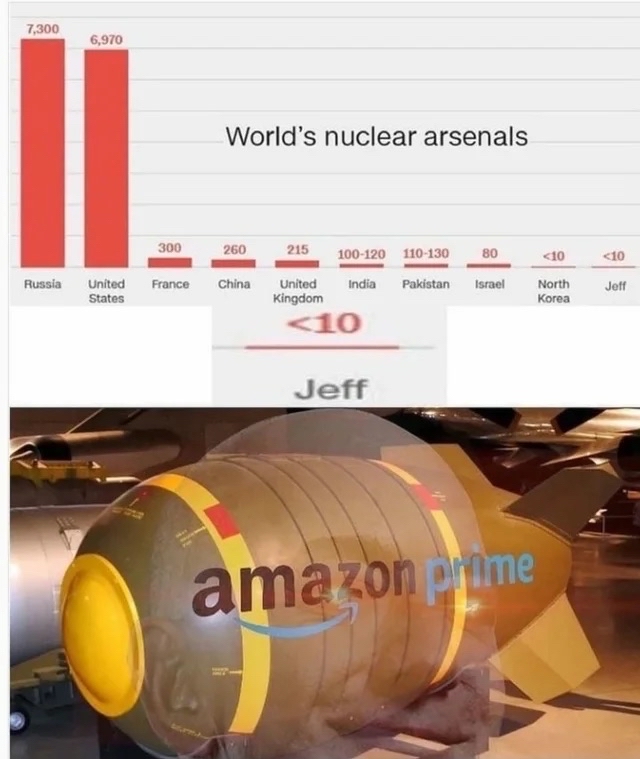 7,300
6,970
World's nuclear arsenals
300
260
215
100-120
110-130
80
<10
<10
Russia
United
States
France
China
United
Kingdom
India
Pakistan
Israel
North
Korea
Jeff
<10
Jeff
amazon prime